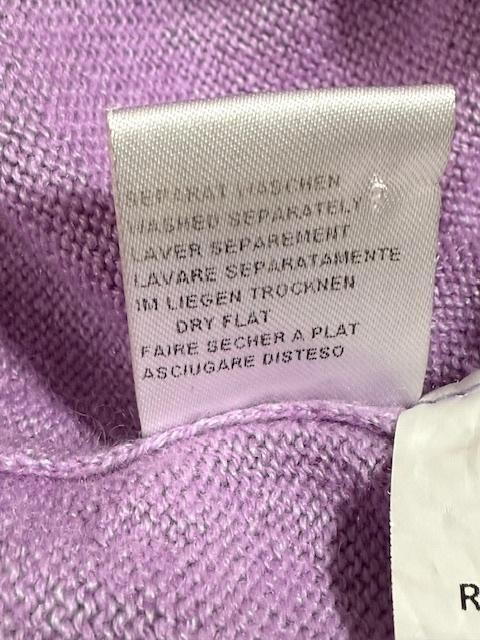 SEPARAT WASCHEN
WASHED SEPARATELY
LAVER SEPAREMENT
LAVARE SEPARATAMENTE
IM LIEGEN TROCKNEN
DRY FLAT
FAIRE SECHER A PLAT
ASCIUGARE DISTESO
R